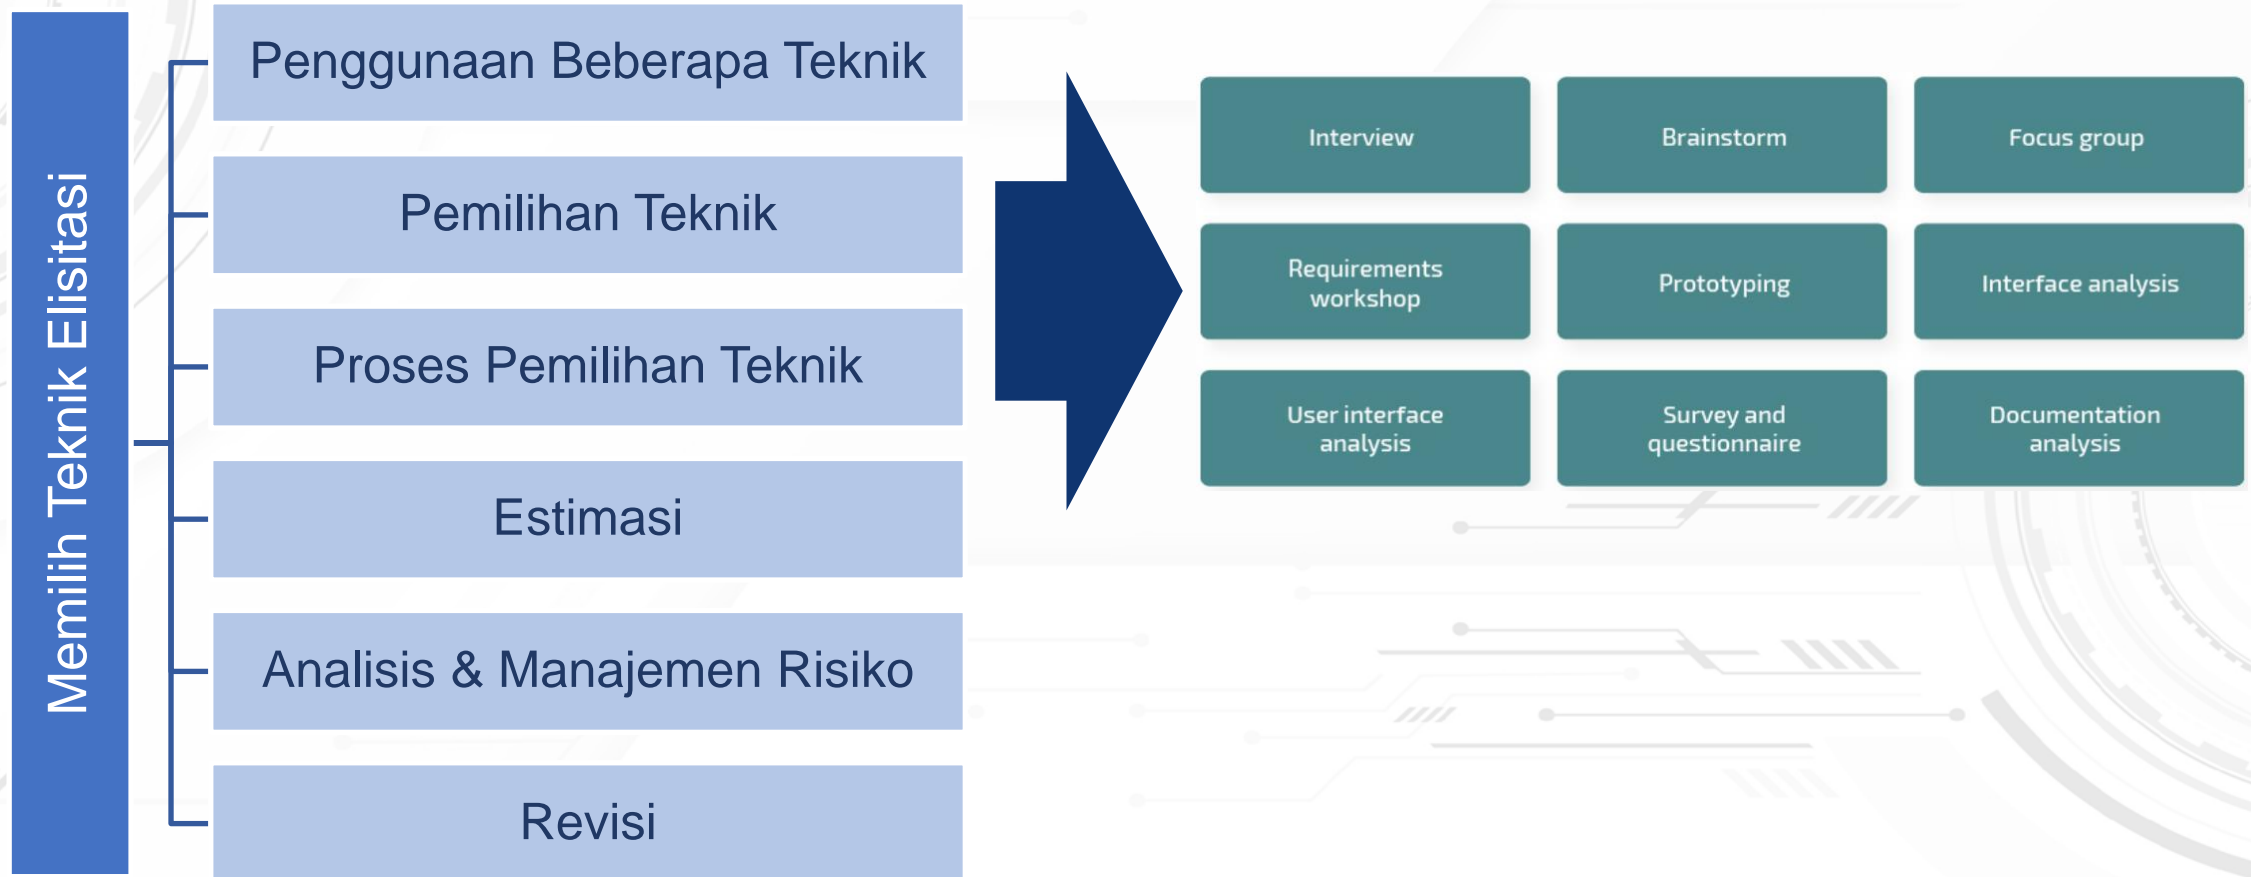 Memilih Teknik Elisitasi
Penggunaan Beberapa Teknik
Pemilihan Teknik
Proses Pemilihan Teknik
Estimasi
Analisis & Manajemen Risiko
Revisi
Interview
Brainstorm
Focus group
Requirements
workshop
Prototyping
Interface analysis
User interface
analysis
Survey and
questionnaire
Documentation
analysis